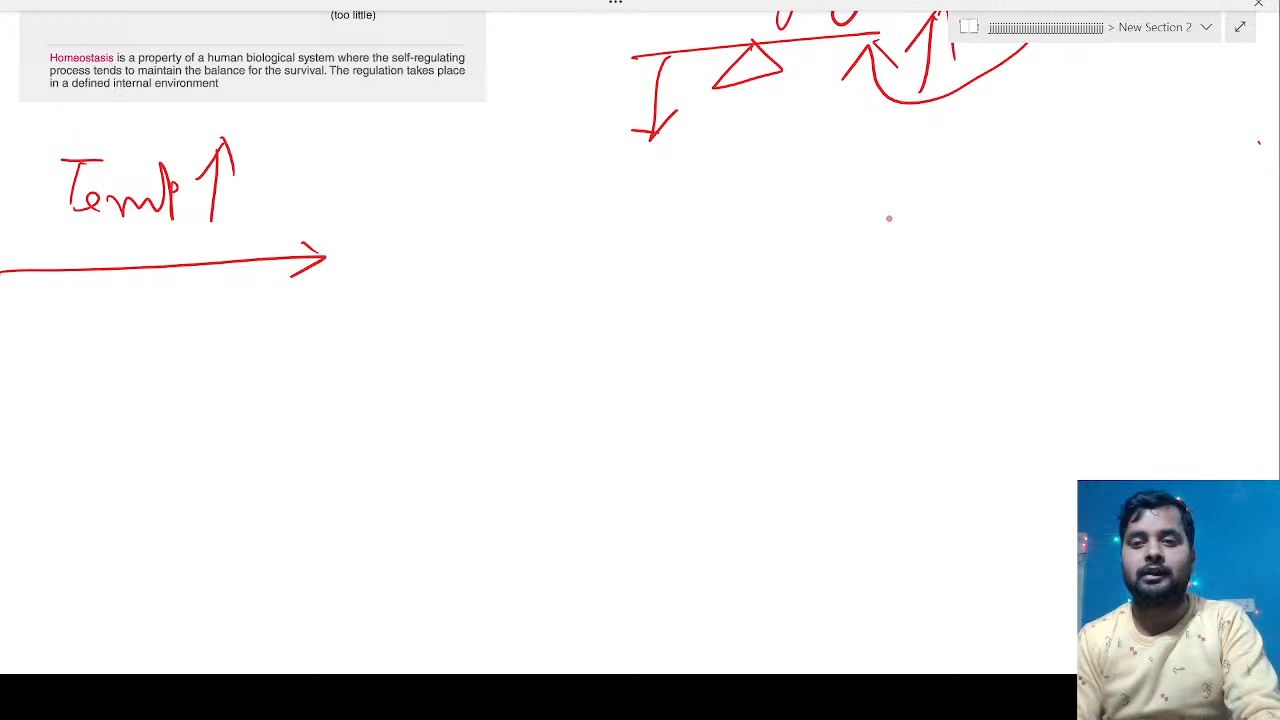 (too little)
jjjjjjjjjjjjjjjjjjjjjjjjjjjjjjjjjjjjjj > New Section 2
Homeostasis is a property of a human biological system where the self-regulating
process tends to maintain the balance for the survival. The regulation takes place
in a defined internal environment
Temp ↑